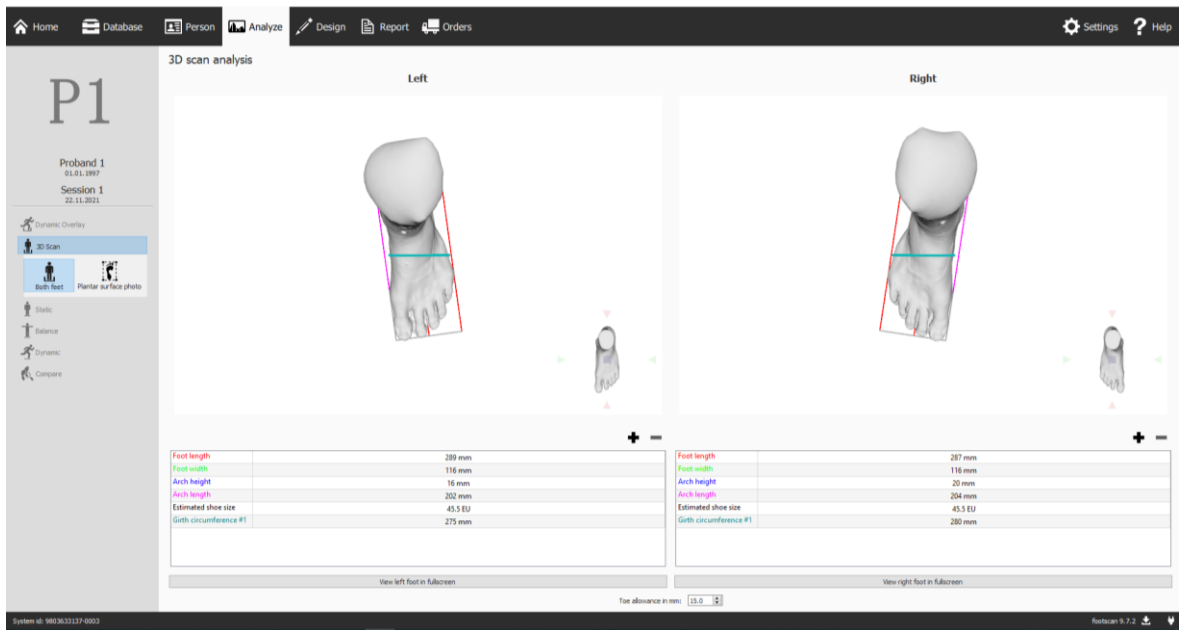 Home Database Person Analyze Design Report Orders Settings Help
3D scan analysis
Left Right
P1
Proband 1
01.01.1997
Session 1
22.11.2021
Dynamic Overlay
3D Scan
Both feet Plantar surface photo
Static
Balance
Dynamic
Compare
Foot length 289 mm
Foot width 116 mm
Arch height 16 mm
Arch length 202 mm
Estimated shoe size 45.5 EU
Girth circumference #1 275 mm
View left foot in fullscreen
Foot length 287 mm
Foot width 116 mm
Arch height 20 mm
Arch length 204 mm
Estimated shoe size 45.5 EU
Girth circumference #1 280 mm
View right foot in fullscreen
Toe allowance in mm: 15.0
System id: 9803633137-0003 footscan 9.7.2